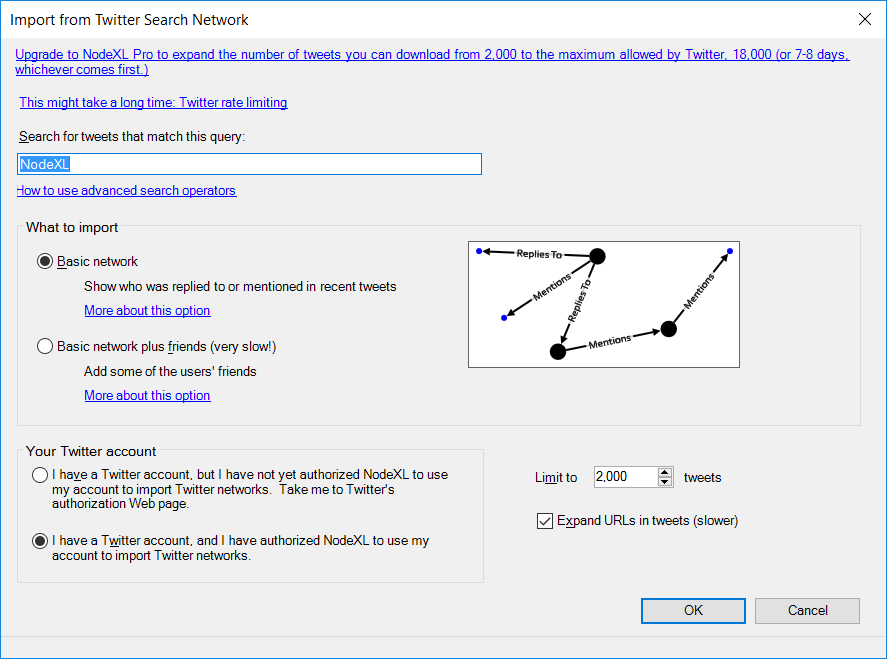 Import from Twitter Search Network
Upgrade to NodeXL Pro to expand the number of tweets you can download from 2,000 to the maximum allowed by Twitter, 18,000 (or 7-8 days,
whichever comes first.)
This might take a long time: Twitter rate limiting
Search for tweets that match this query:
NodeXL
How to use advanced search operators
What to import
Basic network
Show who was replied to or mentioned in recent tweets
More about this option
Basic network plus friends (very slow!)
Add some of the users' friends
More about this option
Replies To
Mentions
Replies To
Mentions
Mentions
Your Twitter account
I have a Twitter account, but I have not yet authorized NodeXL to use
my account to import Twitter networks. Take me to Twitter's
authorization Web page.
I have a Twitter account, and I have authorized NodeXL to use my
account to import Twitter networks.
Limit to 2,000 tweets
Expand URLs in tweets (slower)
OK Cancel